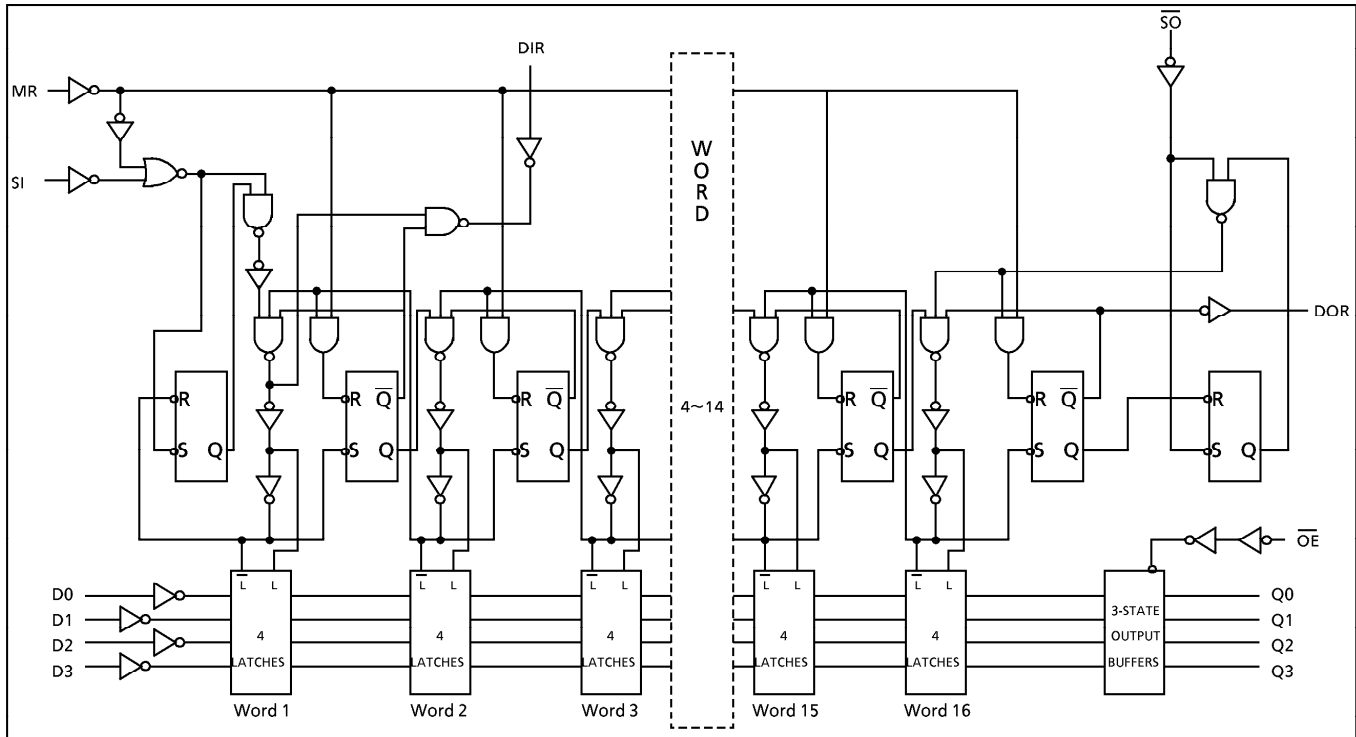 S̅O̅
DIR
MR
SI
WORD
4~14
DOR
R
S Q
R Q̅
S Q
R Q̅
S Q
R Q̅
S Q
R Q̅
S Q
R
S Q
O̅E̅
L̅ L
L̅ L
L̅ L
L̅ L
L̅ L
D0
D1
D2
D3
4
LATCHES
4
LATCHES
4
LATCHES
4
LATCHES
4
LATCHES
3-STATE
OUTPUT
BUFFERS
Q0
Q1
Q2
Q3
Word 1
Word 2
Word 3
Word 15
Word 16